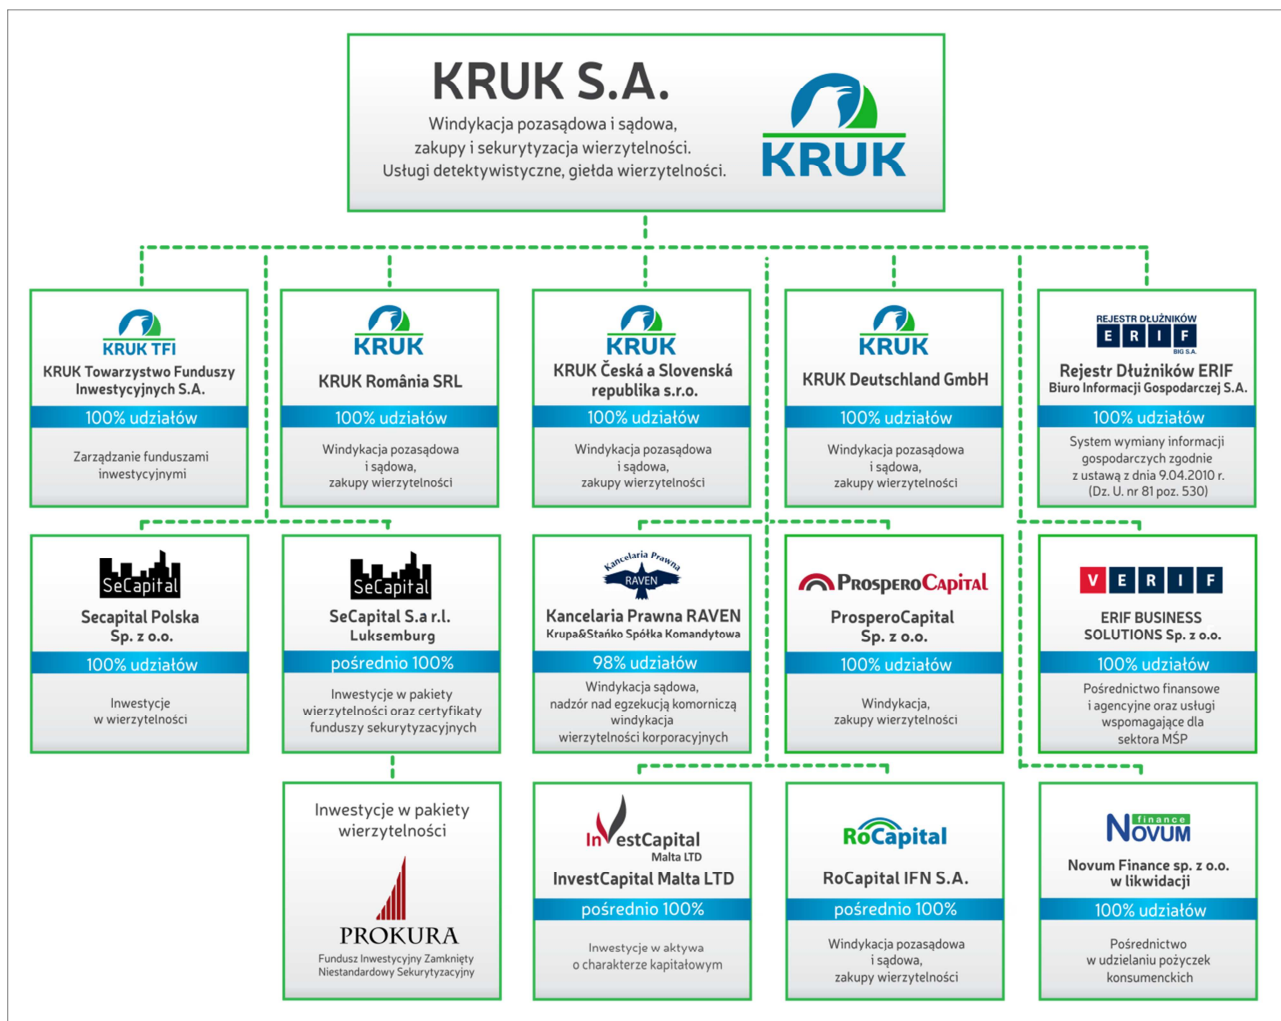 KRUK S.A.
Windykacja pozasądowa i sądowa,
zakupy i sekurytyzacja wierzytelności.
Usługi detektywistyczne, giełda wierzytelności.
KRUK
KRUK TFI
KRUK Towarzystwo Funduszy
Inwestycyjnych S.A.
100% udziałów
Zarządzanie funduszami
inwestycyjnymi
KRUK
KRUK România SRL
100% udziałów
Windykacja pozasądowa
i sądowa,
zakupy wierzytelności
KRUK
KRUK Česká a Slovenská
republika s.r.o.
100% udziałów
Windykacja pozasądowa
i sądowa,
zakupy wierzytelności
KRUK
KRUK Deutschland GmbH
100% udziałów
Windykacja pozasądowa
i sądowa,
zakupy wierzytelności
REJESTR DŁUŻNIKÓW
ERIF
BIG S.A.
Rejestr Dłużników ERIF
Biuro Informacji Gospodarczej S.A.
100% udziałów
System wymiany informacji
gospodarczych zgodnie
z ustawą z dnia 9.04.2010 r.
(Dz. U. nr 81 poz. 530)
SeCapital
Secapital Polska
Sp. z o.o.
100% udziałów
Inwestycje
w wierzytelności
SeCapital
SeCapital S.a r.l.
Luksemburg
pośrednio 100%
Inwestycje w pakiety
wierzytelności oraz certyfikaty
funduszy sekurytyzacyjnych
Kancelaria Prawna
RAVEN
Kancelaria Prawna RAVEN
Krupa&Stańko Spółka Komandytowa
98% udziałów
Windykacja sądowa,
nadzór nad egzekucją komorniczą
windykacja
wierzytelności korporacyjnych
PROSPEROCAPITAL
ProsperoCapital
Sp. z o.o.
100% udziałów
Windykacja,
zakupy wierzytelności
VERIF
ERIF BUSINESS
SOLUTIONS Sp. z o.o.
100% udziałów
Pośrednictwo finansowe
i agencyjne oraz usługi
wspomagające dla
sektora MŚP
Inwestycje w pakiety
wierzytelności
PROKURA
Fundusz Inwestycyjny Zamknięty
Niestandardowy Sekurytyzacyjny
InVestCapital
Malta LTD
InvestCapital Malta LTD
pośrednio 100%
Inwestycje w aktywa
o charakterze kapitałowym
RoCapital
RoCapital IFN S.A.
pośrednio 100%
Windykacja pozasądowa
i sądowa,
zakupy wierzytelności
finance
NOVUM
Novum Finance sp. z o.o.
w likwidacji
100% udziałów
Pośrednictwo
w udzielaniu pożyczek
konsumenckich